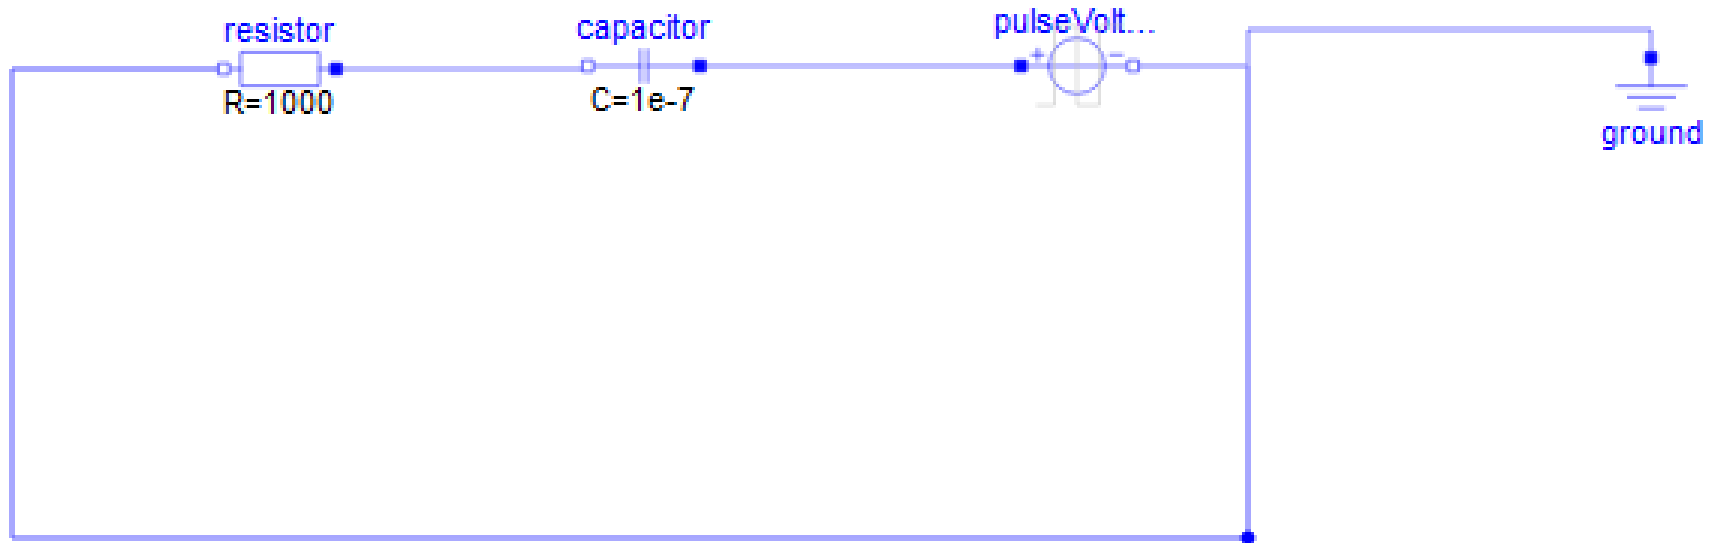 resistor
R=1000
capacitor
C=1e-7
pulseVolt...
+
−
ground